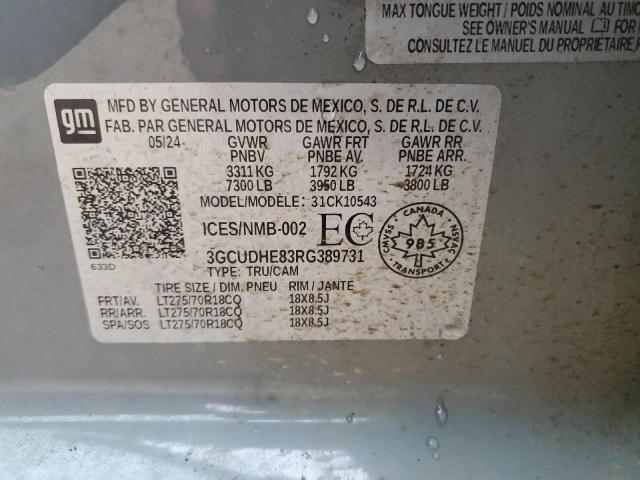 MAX TONGUE WEIGHT / POIDS NOMINAL AU TIMO
SEE OWNER'S MANUAL FOR M
CONSULTEZ LE MANUEL DU PROPRIETAIRE,
gm
MFD BY GENERAL MOTORS DE MEXICO, S. DE R.L. DE C.V.
FAB. PAR GENERAL MOTORS DE MEXICO, S. DE R.L. DE C.V.
05/24 GVWR GAWR FRT GAWR RR
PNBV PNBE AV. PNBE ARR.
3311 KG 1792 KG 1724 KG
7300 LB 3950 LB 3800 LB
MODEL/MODÈLE: 31CK10543
ICES/NMB-002 EC
CANADA CMVSS 985 NSVAC TRANSPORTS
633D
3GCUDHE83RG389731
TYPE: TRU/CAM
TIRE SIZE / DIM. PNEU RIM / JANTE
FRT/AV. LT275/70R18CQ 18X8.5J
RR/ARR. LT275/70R18CQ 18X8.5J
SPA/SOS LT275/70R18CQ 18X8.5J